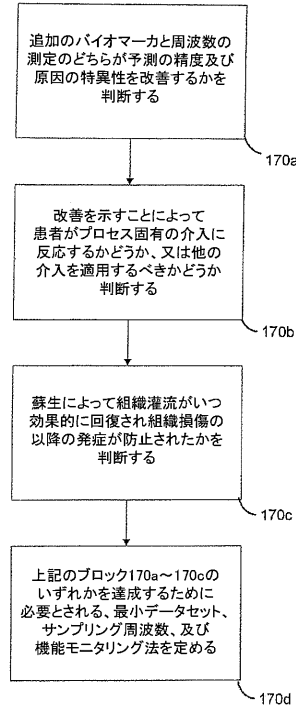 追加のバイオマーカと周波数の
測定のどちらが予測の精度及び
原因の特異性を改善するかを
判断する
170a
改善を示すことによって
患者がプロセス固有の介入に
反応するかどうか、又は他の
介入を適用するべきかどうか
判断する
170b
蘇生によって組織灌流がいつ
効果的に回復され組織損傷の
以降の発症が防止されたかを
判断する
170c
上記のブロック170a～170cの
いずれかを達成するために
必要とされる、最小データセット、
サンプリング周波数、及び
機能モニタリング法を定める
170d